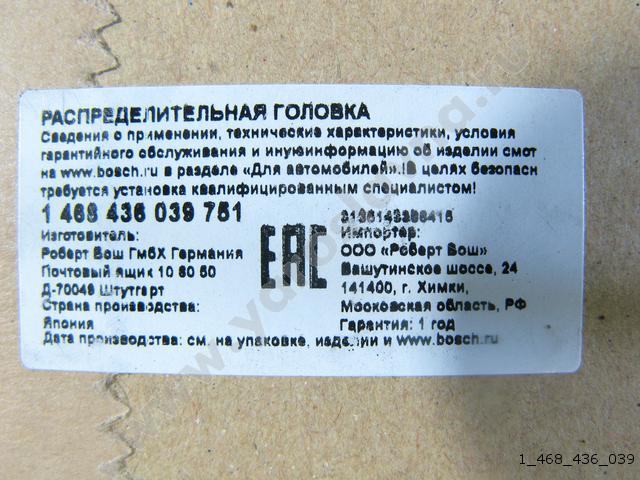 РАСПРЕДЕЛИТЕЛЬНАЯ ГОЛОВКА
Сведения о применении, технические характеристики, условия
гарантийного обслуживания и инуюинформацию об изделии смот
на www.bosch.ru в разделе «Для автомобилей».!В целях безопасн
требуется установка квалифицированным специалистом!
1 468 436 039 751
Изготовитель:
Роберт Бош ГмбХ Германия
Почтовый ящик 10 60 50
Д-70049 Штутгарт
Страна производства:
Япония
EAC
Импортер:
ООО «Роберт Бош»
Вашутинское шоссе, 24
141400, г. Химки,
Московская область, РФ
Гарантия: 1 год
Дата производства: см. на упаковке, изделии и www.bosch.ru
1_468_436_039